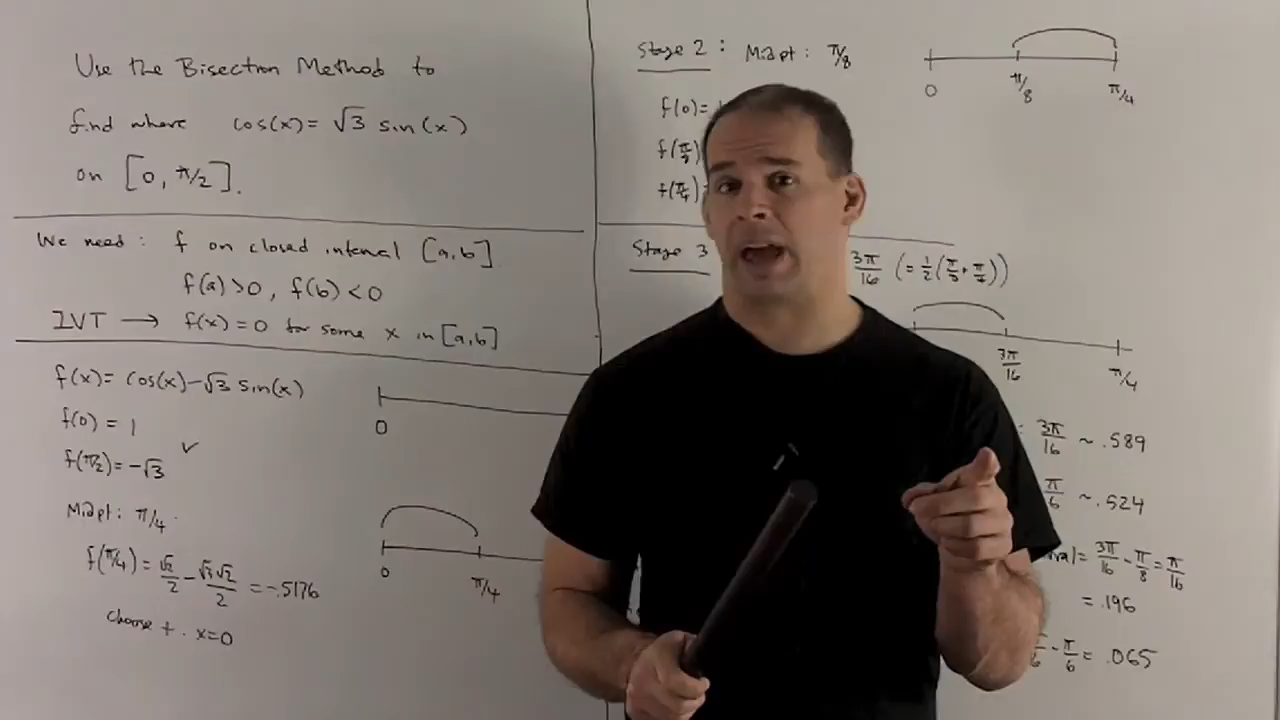 Use the Bisection Method to
find where cos(x) = √3 sin(x)
on [0, π/2].
We need: f on closed interval [a,b]
f(a)>0, f(b)<0
IVT → f(x)=0 for some x in [a,b]
f(x)= cos(x)-√3 sin(x)
f(0) = 1
f(π/2)=-√3 ✓
Midpt: π/4
f(π/4) = √2/2 - √3√2/2 = -.5176
choose + . x=0
0
0 π/4
Stage 2: Midpt: π/8
0 π/8 π/4
f(0)=
f(π/8)
f(π/4)
Stage 3
3π/16 (= 1/2(π/8+π/4))
3π/16 π/4
: 3π/16 ~ .589
π/6 ~ .524
= 3π/16 - π/8 = π/16
= .196
- π/6 = .065